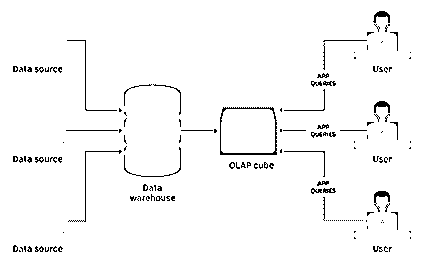 Data source
Data source
Data source
Data
warehouse
OLAP cube
APP
QUERIES
APP
QUERIES
APP
QUERIES
User
User
User